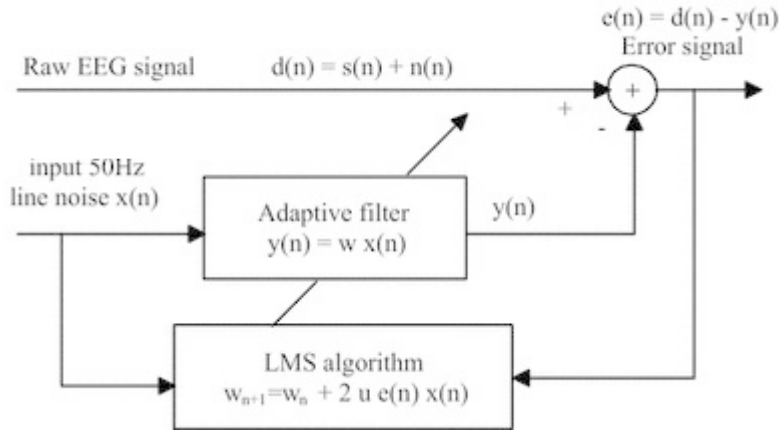 e(n) = d(n) - y(n)
Error signal
Raw EEG signal
d(n) = s(n) + n(n)
+
+
-
input 50Hz
line noise x(n)
Adaptive filter
y(n) = w x(n)
y(n)
LMS algorithm
wₙ₊₁=wₙ + 2 u e(n) x(n)